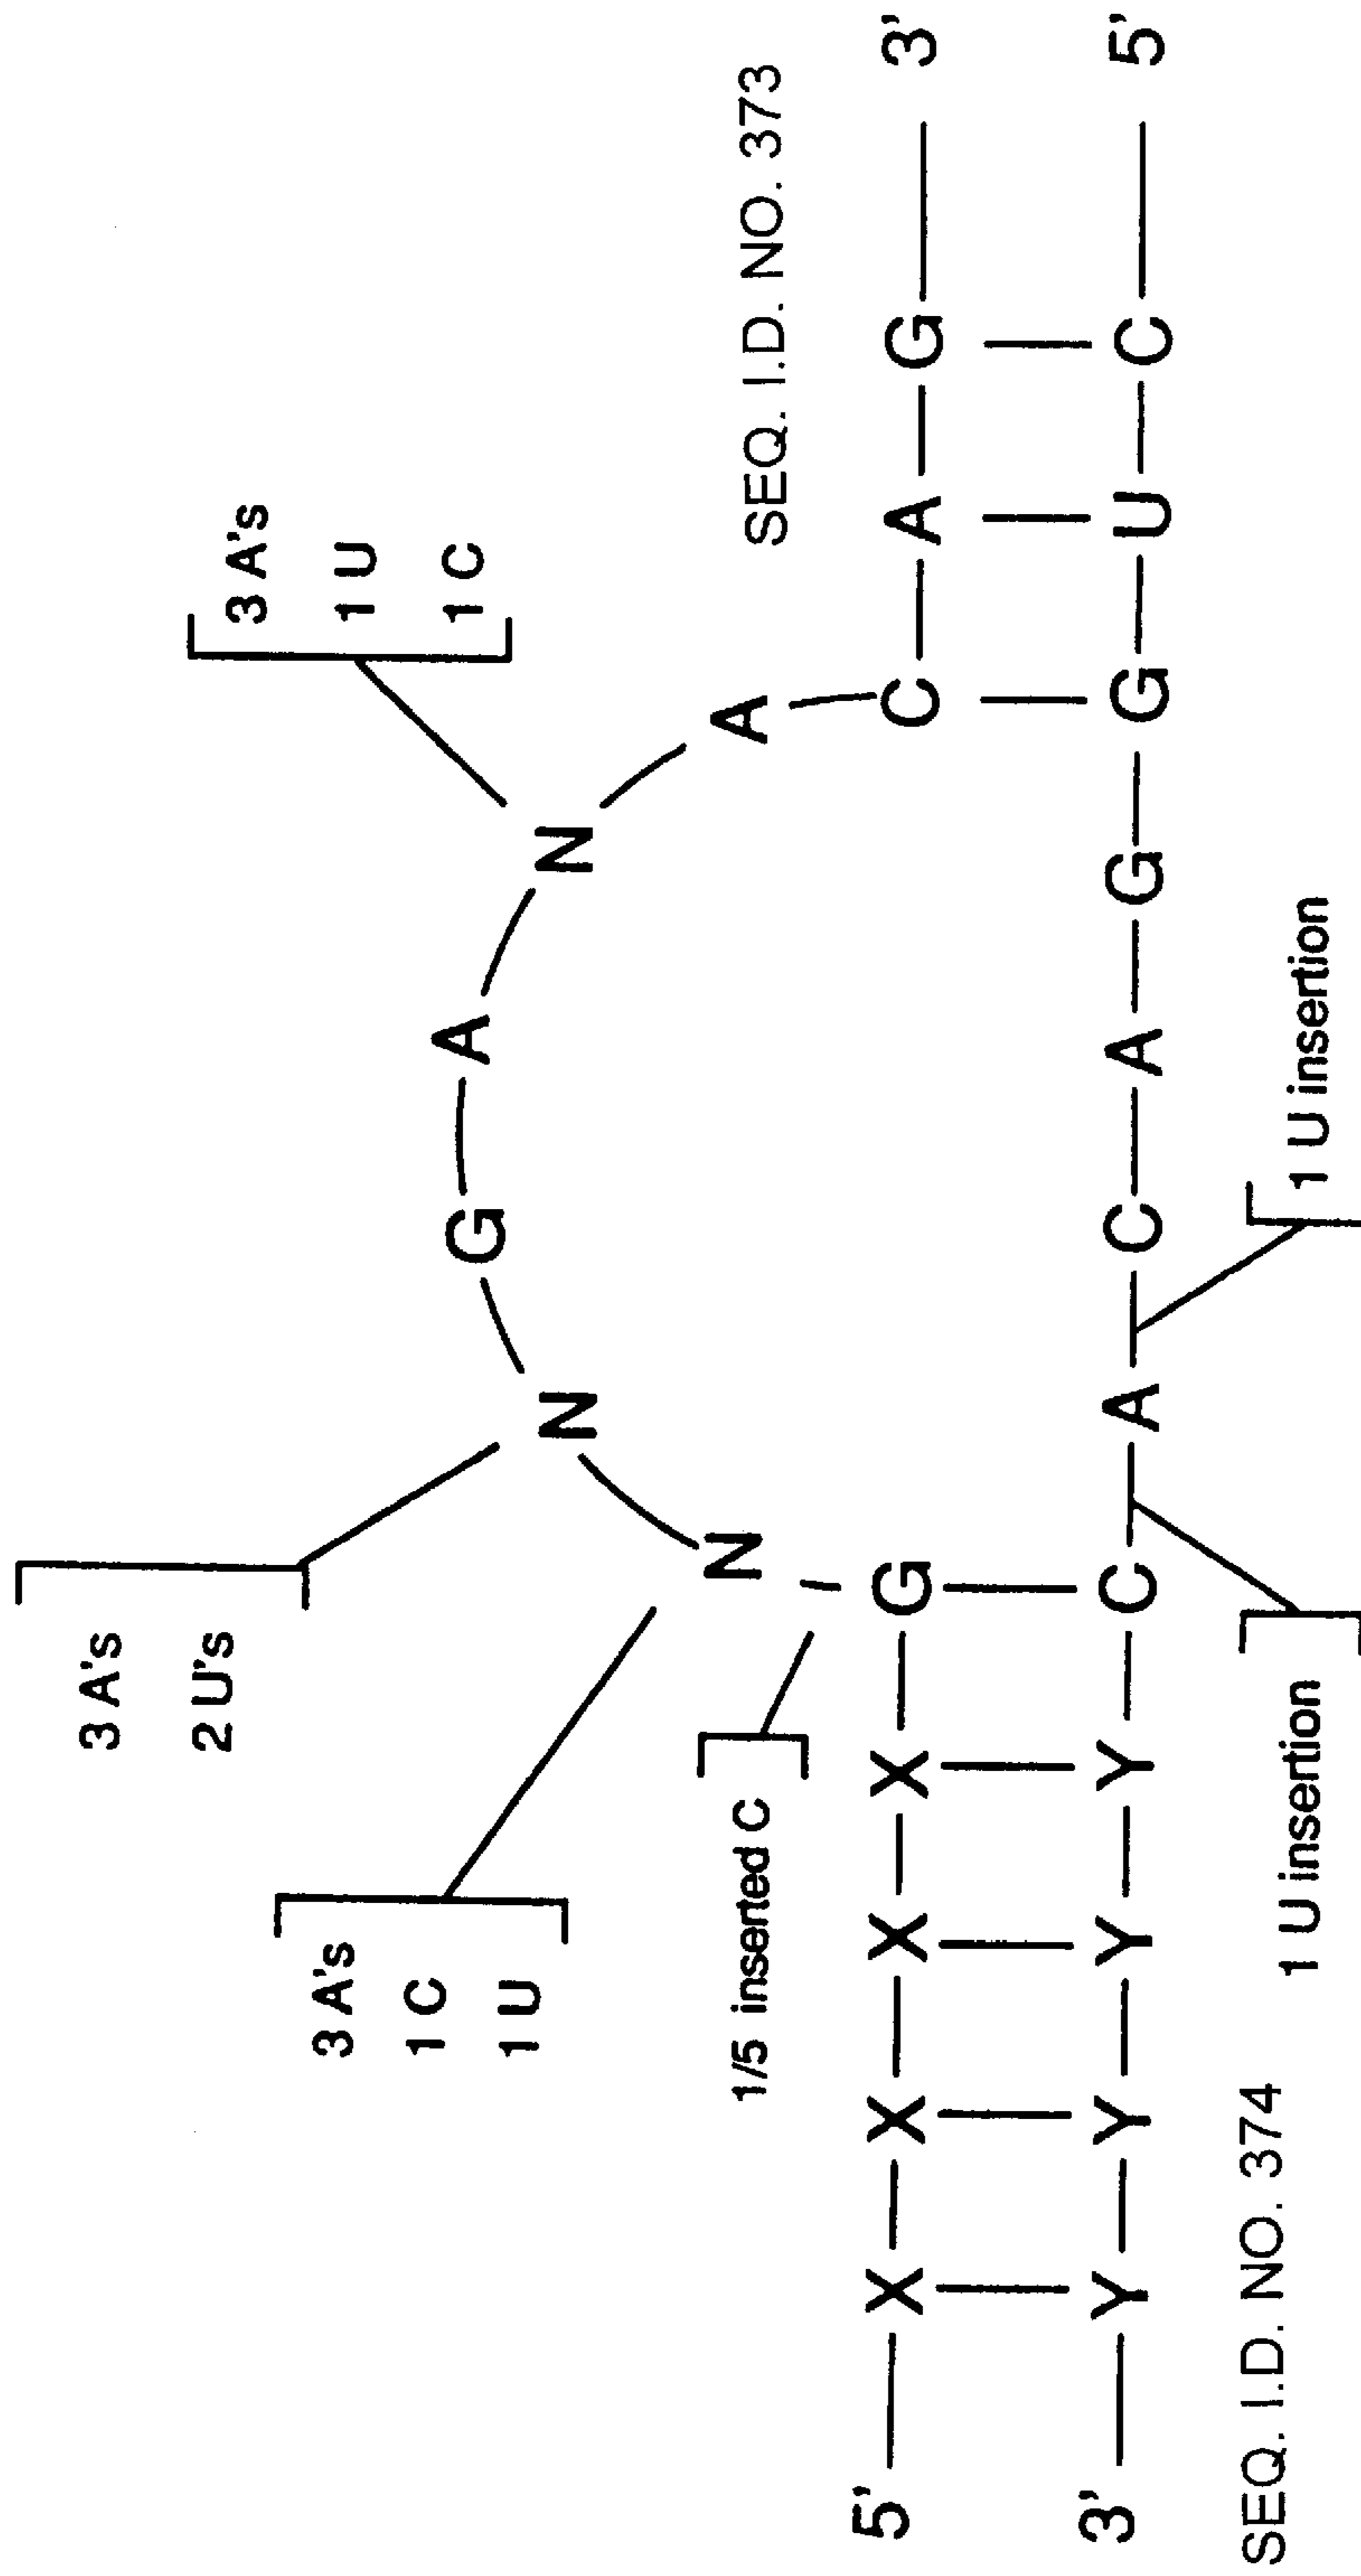 3 A's
2 U's
3 A's
1 U
1 C
3 A's
1 C
1 U
N G A N
N A
1/5 inserted C
SEQ. I.D. NO. 373
5' X X X X G C A G 3'
3' Y Y Y Y C A C A G G U C 5'
SEQ. I.D. NO. 374
1 U insertion
1 U insertion